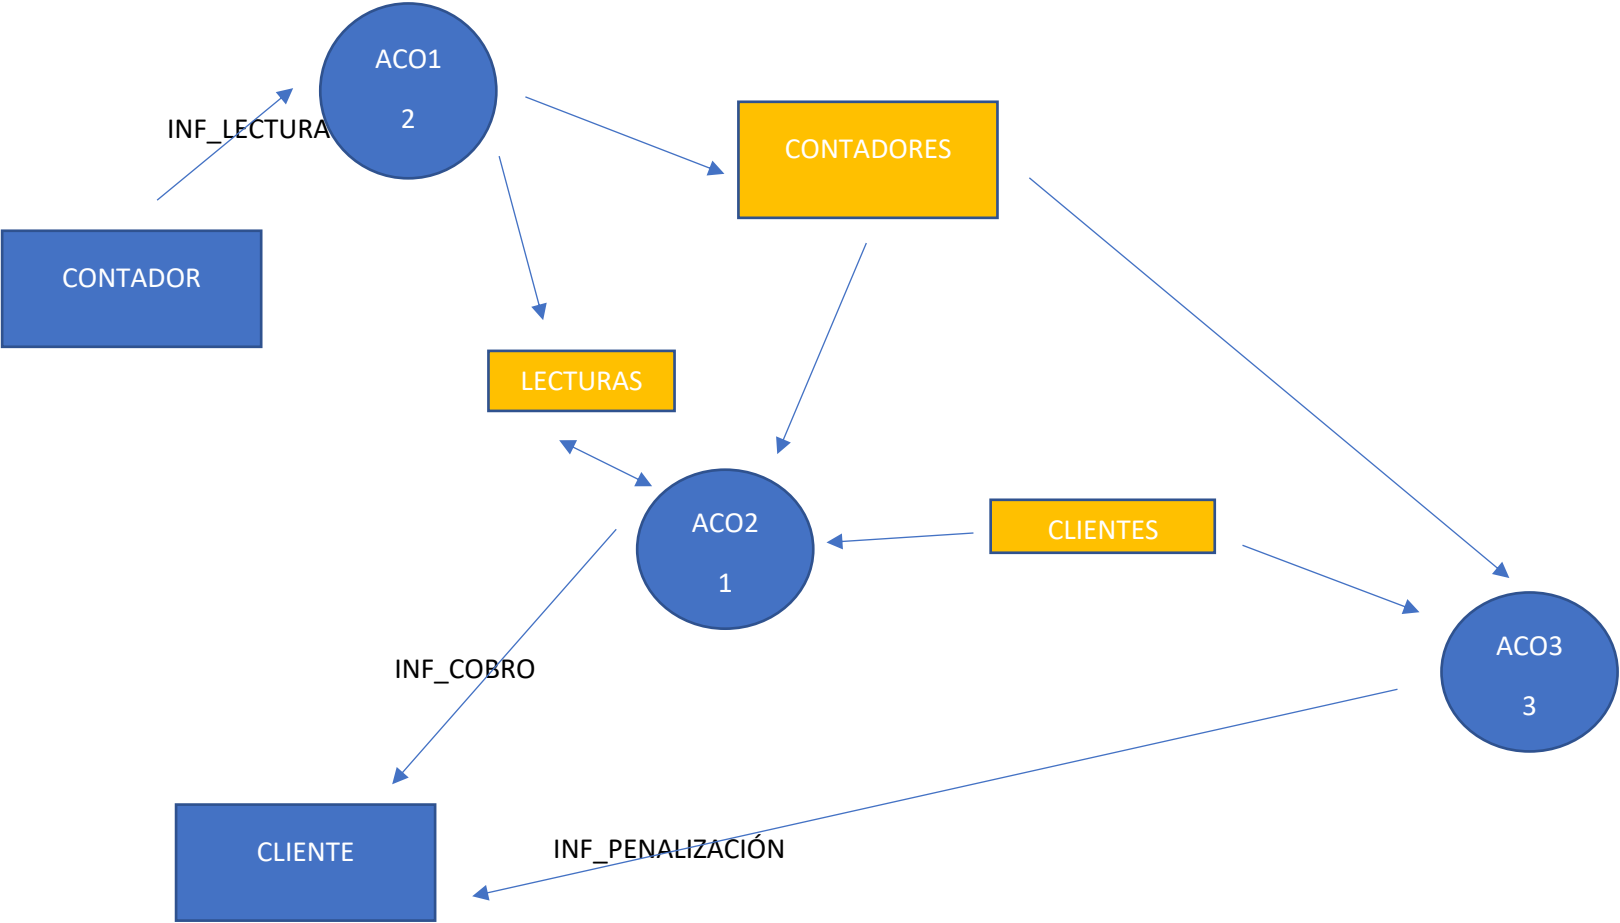 ACO1
2
INF_LECTURA
CONTADORES
CONTADOR
LECTURAS
ACO2
1
CLIENTES
ACO3
3
INF_COBRO
CLIENTE
INF_PENALIZACIÓN